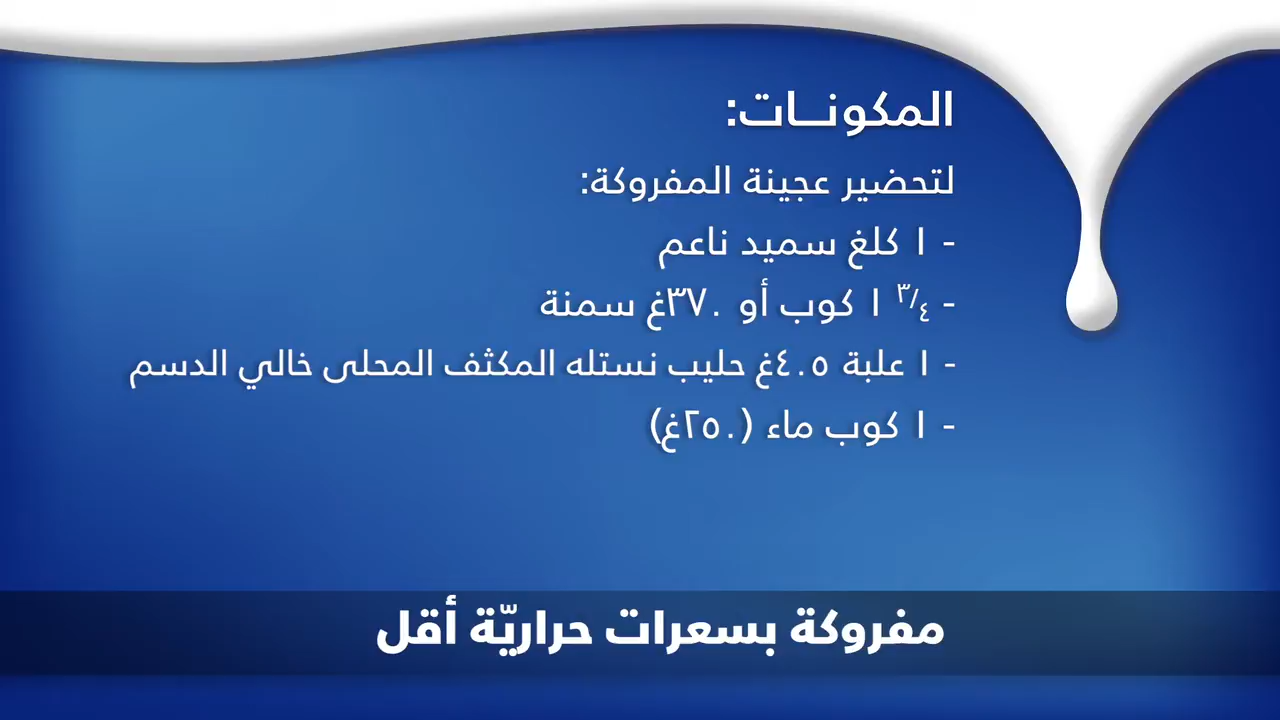 المكونــات:
لتحضير عجينة المفروكة:
- ١ كلغ سميد ناعم
- ٣/٤ ١ كوب أو ٣٧٠غ سمنة
- ١ علبة ٤٠٥غ حليب نستله المكثف المحلى خالي الدسم
- ١ كوب ماء (٢٥٠غ)
مفروكة بسعرات حراريّة أقل